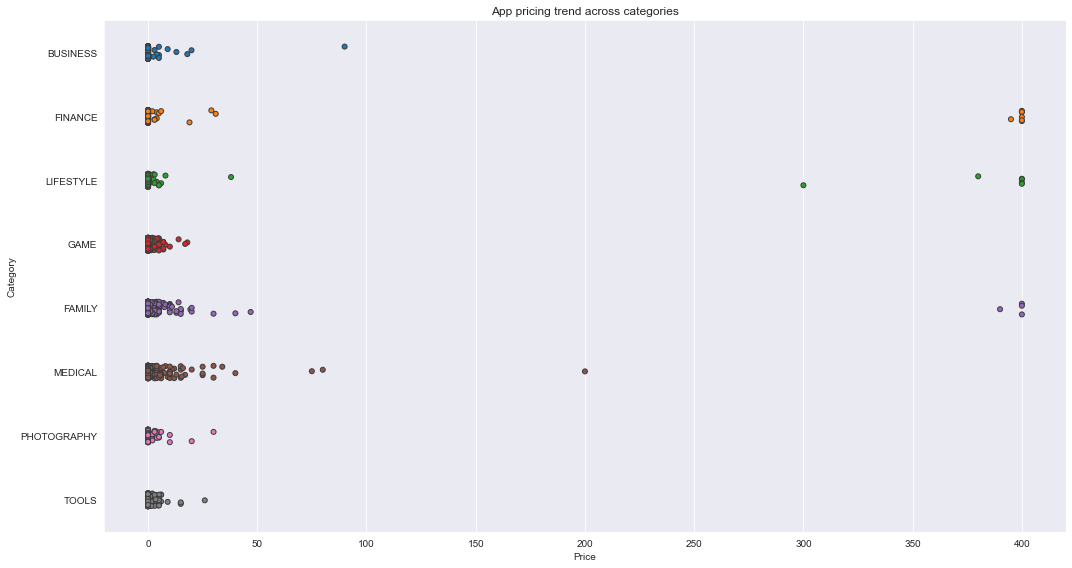 App pricing trend across categories
Category
BUSINESS
FINANCE
LIFESTYLE
GAME
FAMILY
MEDICAL
PHOTOGRAPHY
TOOLS
0 50 100 150 200 250 300 350 400
Price